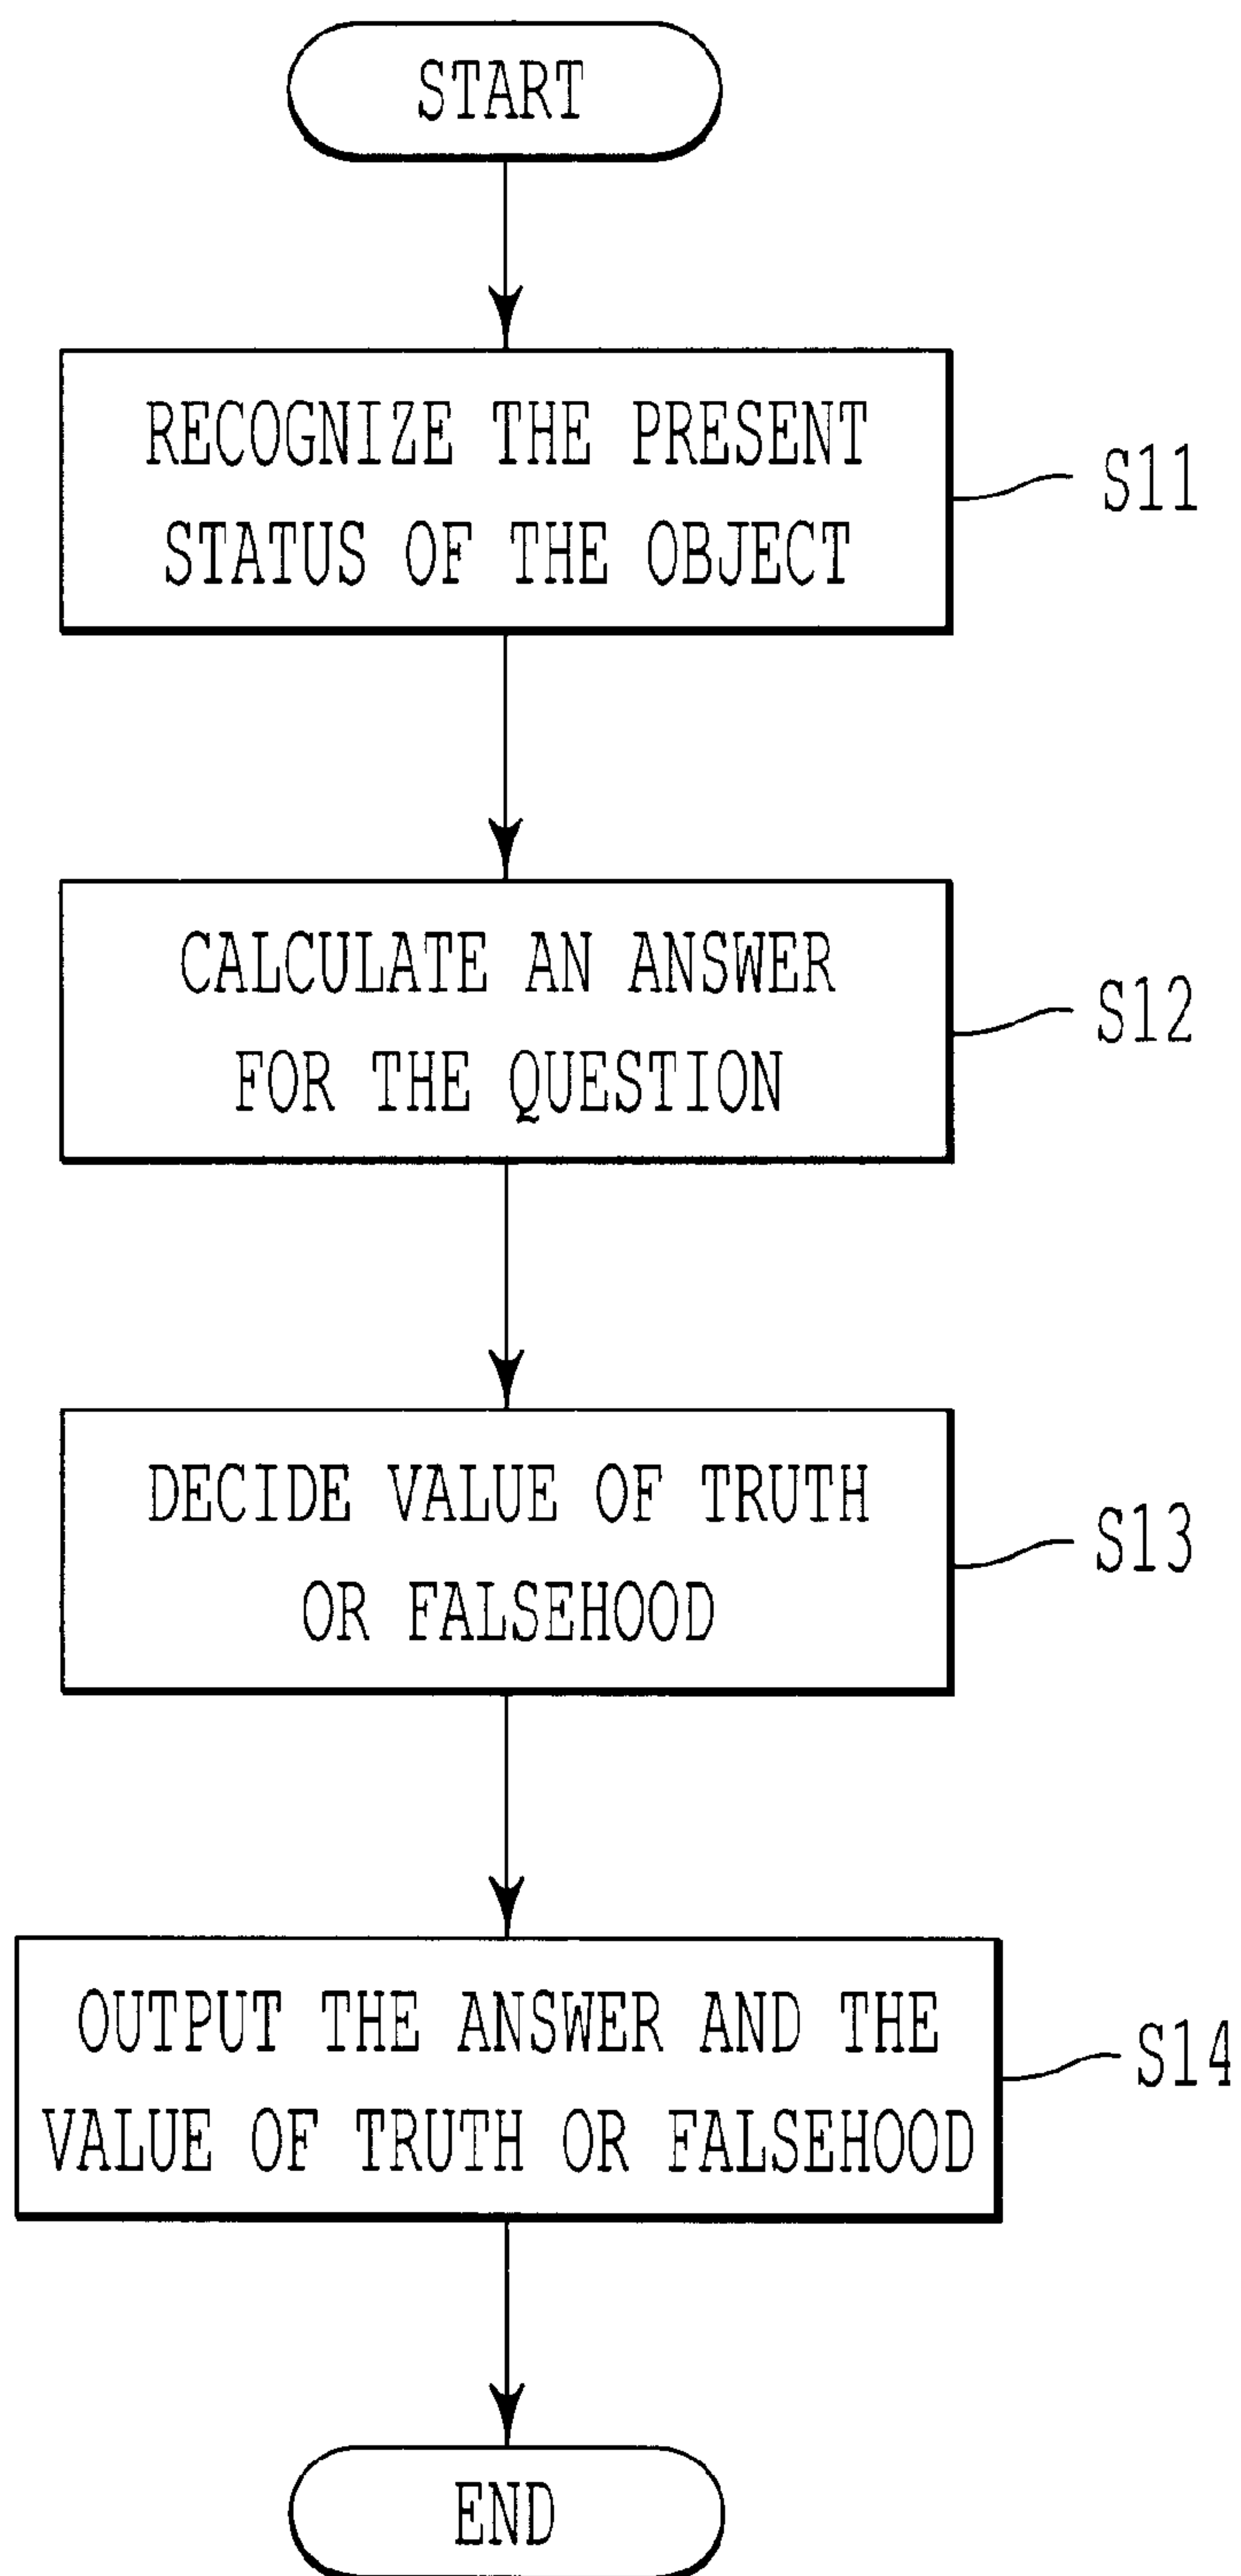 START
RECOGNIZE THE PRESENT
STATUS OF THE OBJECT
S11
CALCULATE AN ANSWER
FOR THE QUESTION
S12
DECIDE VALUE OF TRUTH
OR FALSEHOOD
S13
OUTPUT THE ANSWER AND THE
VALUE OF TRUTH OR FALSEHOOD
S14
END